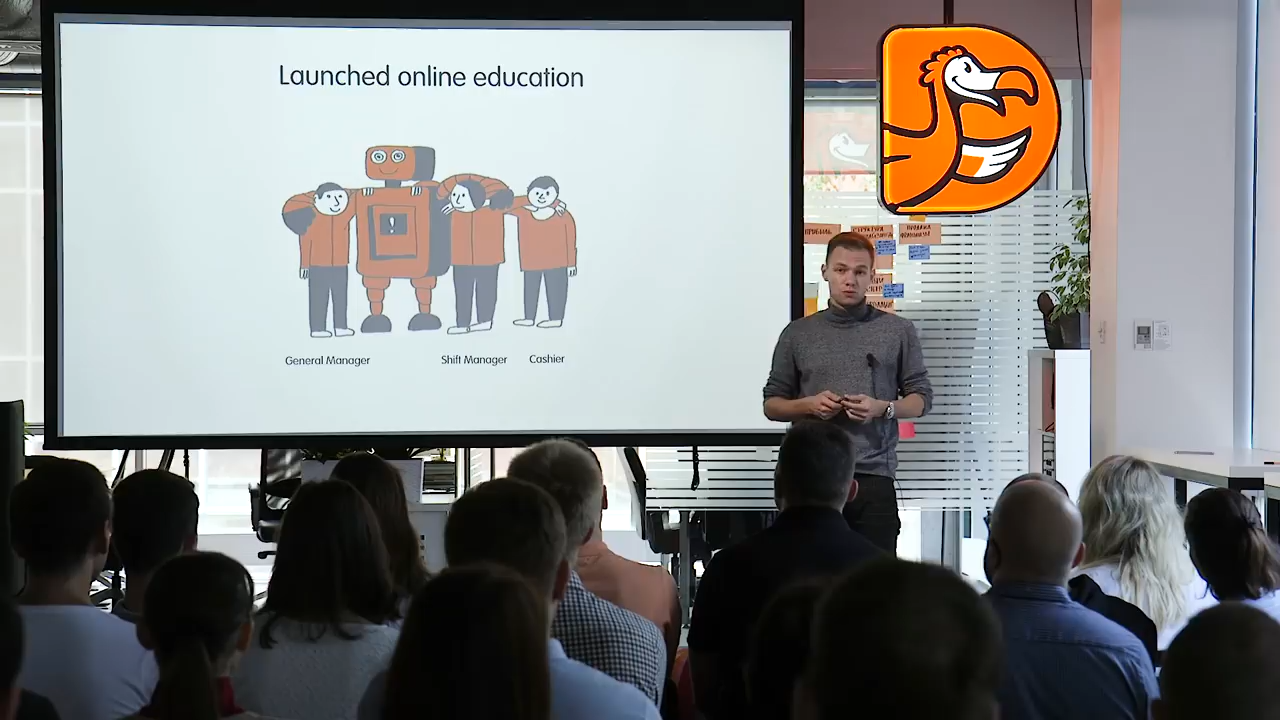 Launched online education
!
General Manager
Shift Manager
Cashier